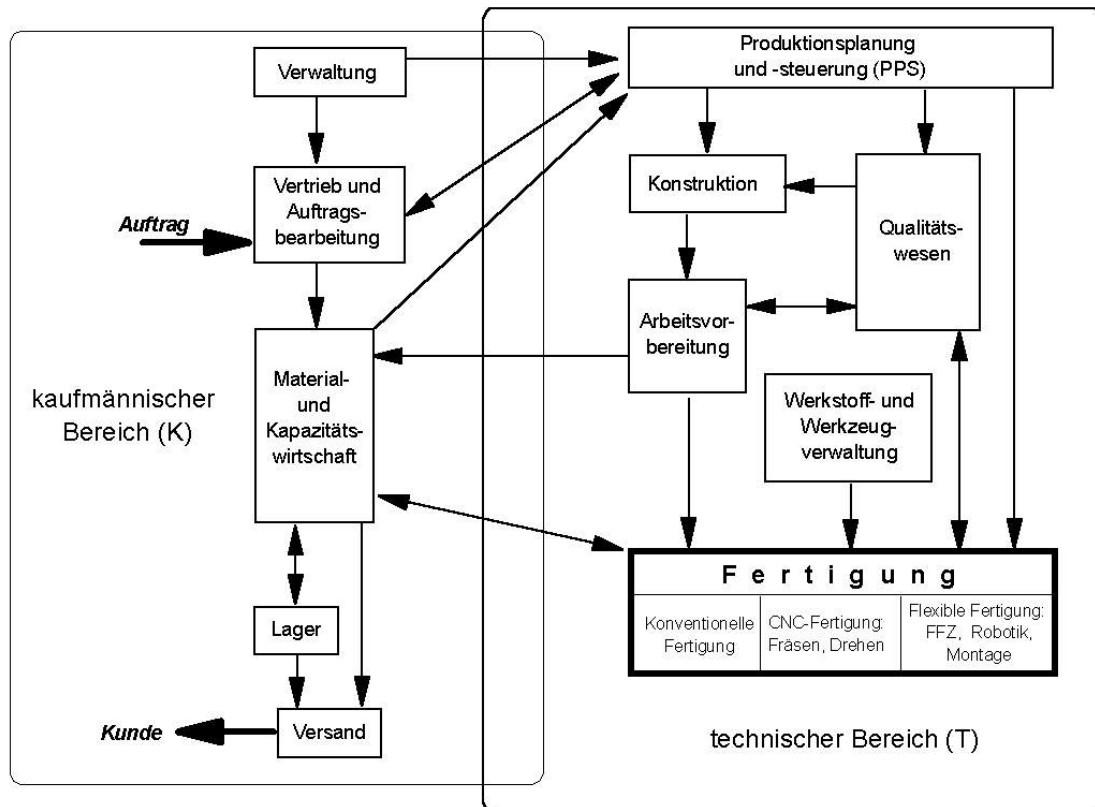 Verwaltung
Vertrieb und
Auftrags-
bearbeitung
Auftrag
Material-
und
Kapazitäts-
wirtschaft
kaufmännischer
Bereich (K)
Lager
Versand
Kunde
Produktionsplanung
und -steuerung (PPS)
Konstruktion
Qualitäts-
wesen
Arbeitsvor-
bereitung
Werkstoff- und
Werkzeug-
verwaltung
Fertigung
Konventionelle
Fertigung
CNC-Fertigung:
Fräsen, Drehen
Flexible Fertigung:
FFZ, Robotik,
Montage
technischer Bereich (T)